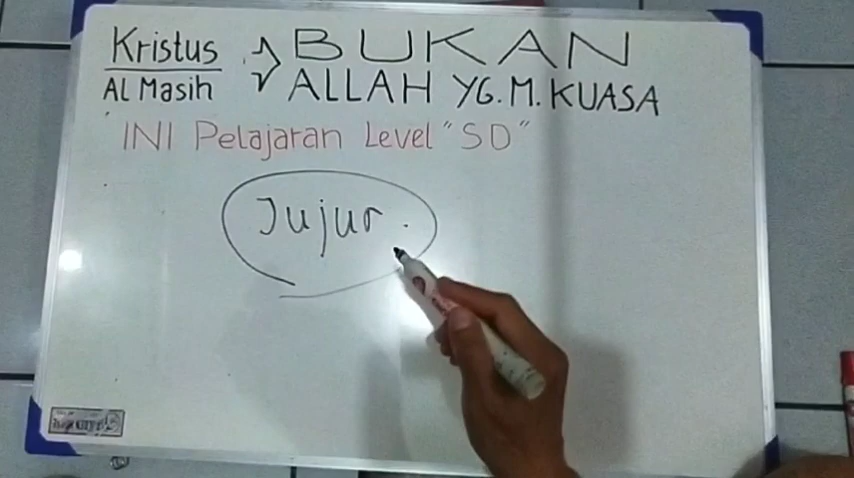 Kristus BUKAN
Al Masih ALLAH YG. M. KUASA
INI Pelajaran Level "SD"
Jujur.